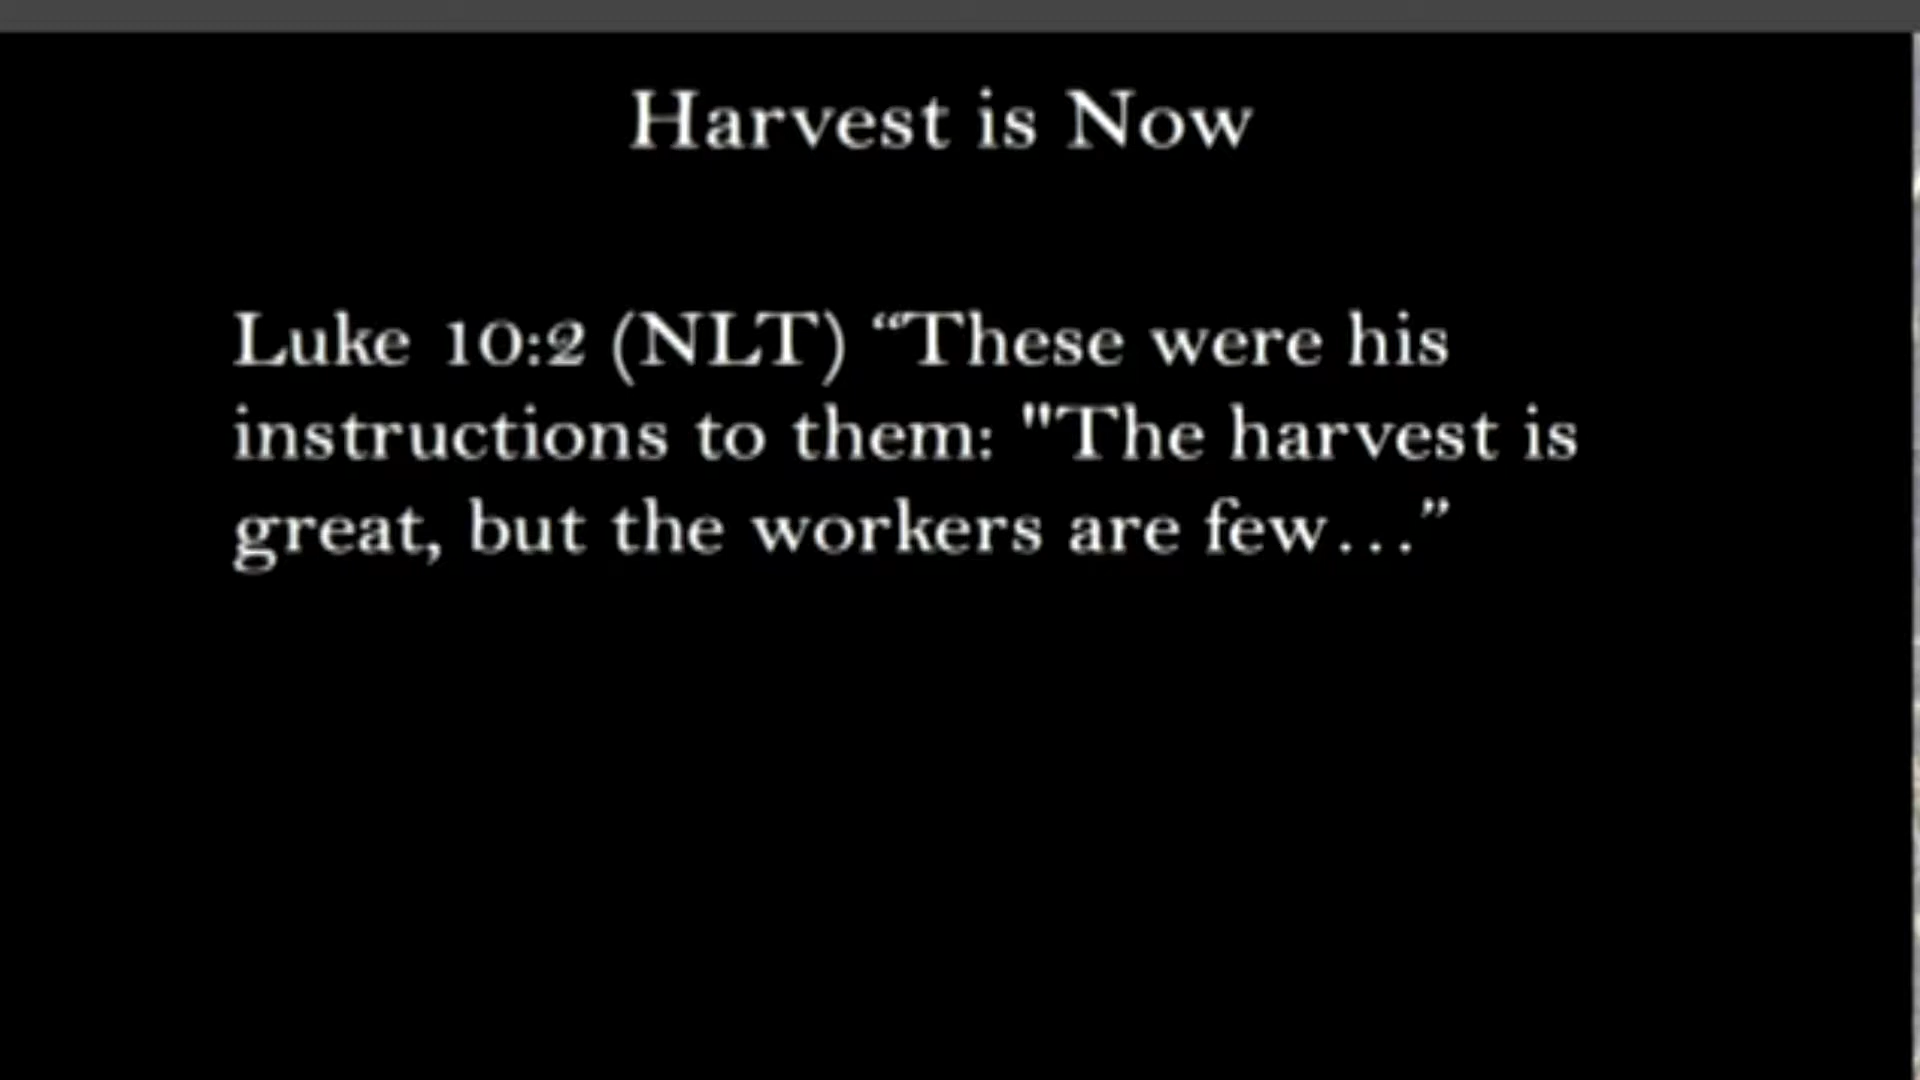 Harvest is Now
Luke 10:2 (NLT) “These were his
instructions to them: "The harvest is
great, but the workers are few…”